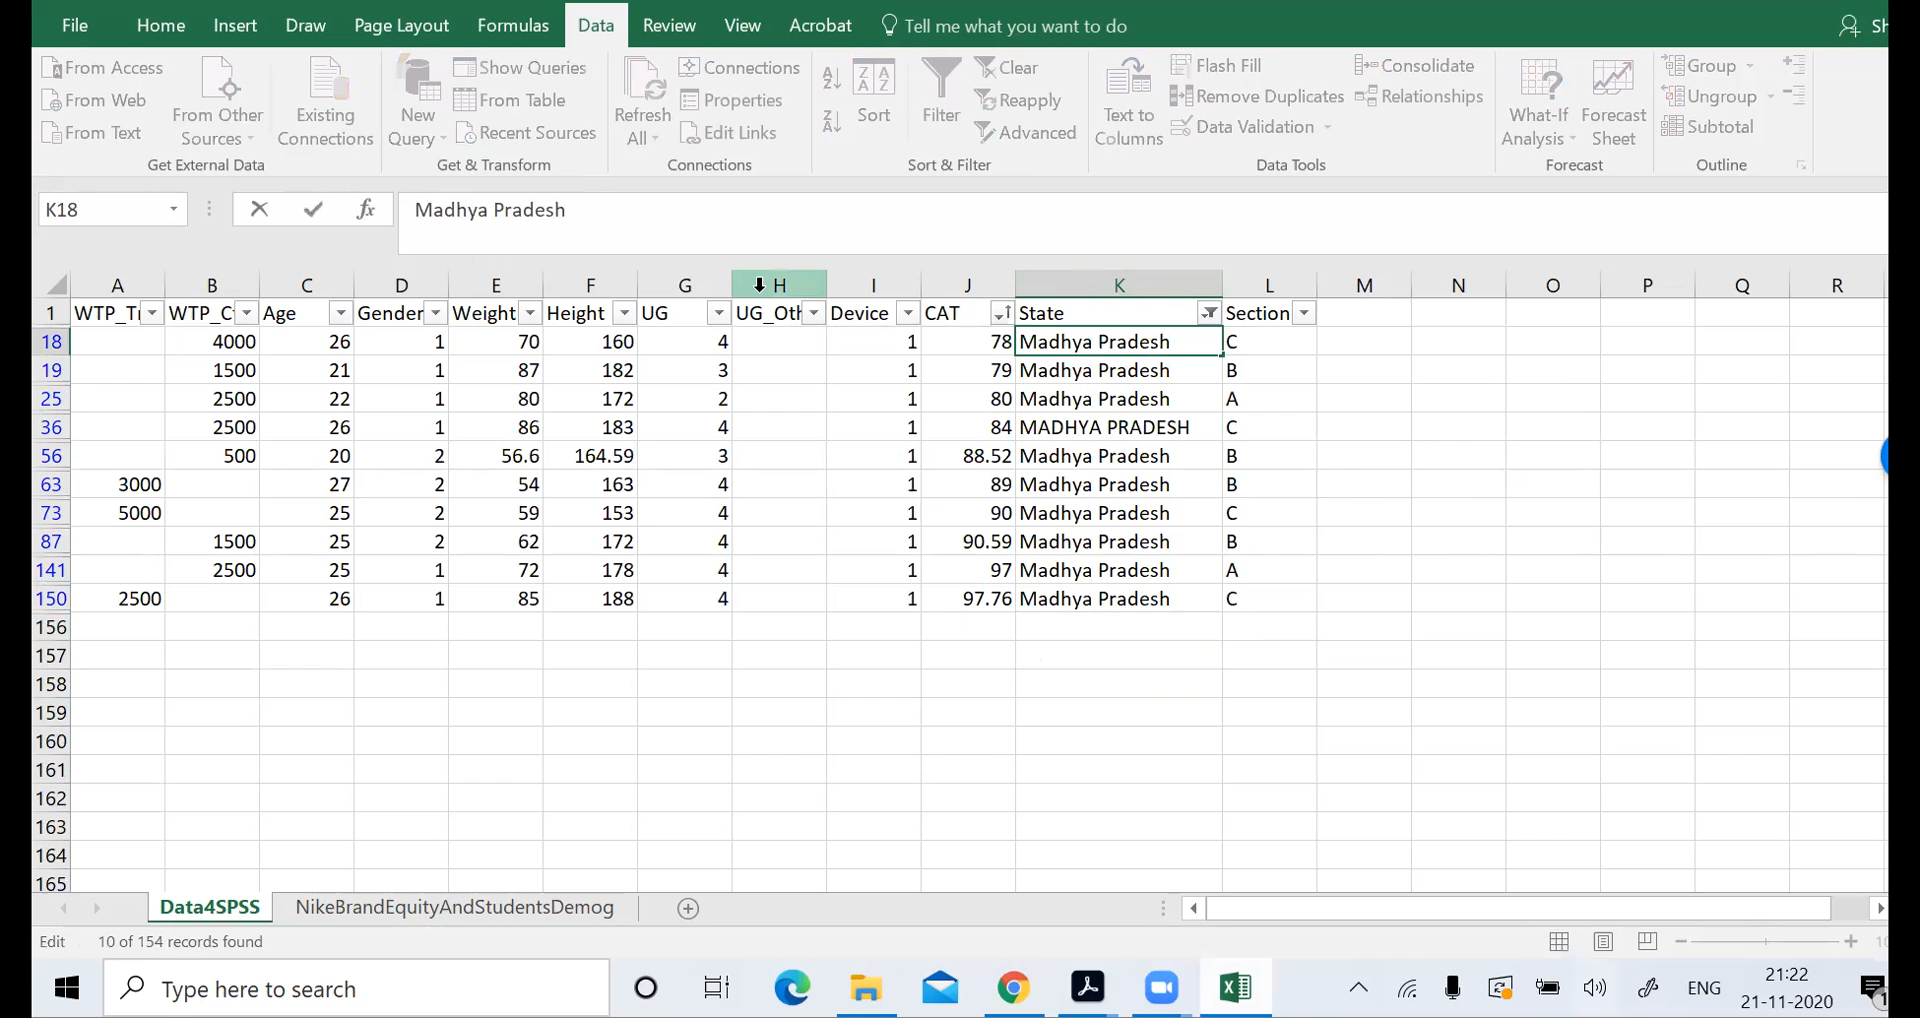 File Home Insert Draw Page Layout Formulas Data Review View Acrobat Tell me what you want to do
From Access
From Web
From Text
From Other Sources
Existing Connections
Get External Data
New Query
Show Queries
From Table
Recent Sources
Get & Transform
Refresh All
Connections
Properties
Edit Links
Connections
Sort
Filter
Clear
Reapply
Advanced
Sort & Filter
Text to Columns
Flash Fill
Remove Duplicates
Data Validation
Consolidate
Relationships
Data Tools
What-If Analysis
Forecast Sheet
Forecast
Group
Ungroup
Subtotal
Outline
K18 fx Madhya Pradesh
A B C D E F G H I J K L M N O P Q R
1 WTP_Tr WTP_C Age Gender Weight Height UG UG_Oth Device CAT State Section
18 4000 26 1 70 160 4 1 78 Madhya Pradesh C
19 1500 21 1 87 182 3 1 79 Madhya Pradesh B
25 2500 22 1 80 172 2 1 80 Madhya Pradesh A
36 2500 26 1 86 183 4 1 84 MADHYA PRADESH C
56 500 20 2 56.6 164.59 3 1 88.52 Madhya Pradesh B
63 3000 27 2 54 163 4 1 89 Madhya Pradesh B
73 5000 25 2 59 153 4 1 90 Madhya Pradesh C
87 1500 25 2 62 172 4 1 90.59 Madhya Pradesh B
141 2500 25 1 72 178 4 1 97 Madhya Pradesh A
150 2500 26 1 85 188 4 1 97.76 Madhya Pradesh C
156
157
158
159
160
161
162
163
164
165
Data4SPSS NikeBrandEquityAndStudentsDemog
Edit 10 of 154 records found
Type here to search
ENG
21:22
21-11-2020